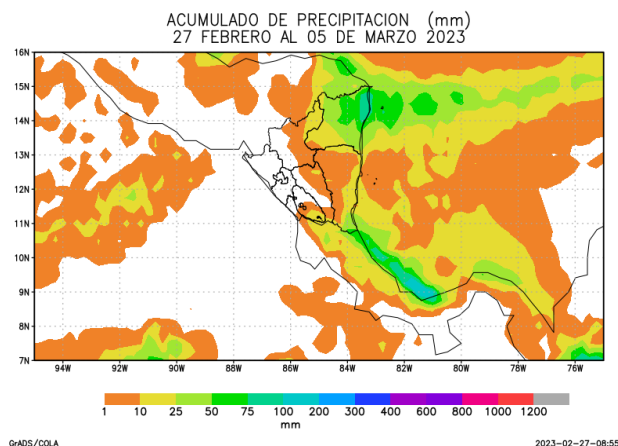 ACUMULADO DE PRECIPITACION (mm)
27 FEBRERO AL 05 DE MARZO 2023
16N
15N
14N
13N
12N
11N
10N
9N
8N
7N
94W 92W 90W 88W 86W 84W 82W 80W 78W 76W
1 10 25 50 75 100 200 300 400 600 800 1000 1200
mm
GrADS/COLA 2023-02-27-08:55